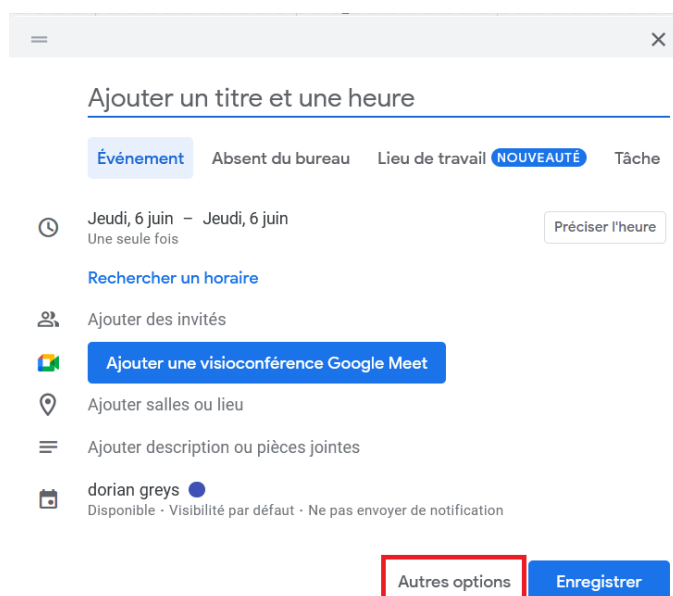 Ajouter un titre et une heure
Événement Absent du bureau Lieu de travail NOUVEAUTÉ Tâche
Jeudi, 6 juin – Jeudi, 6 juin
Une seule fois
Préciser l'heure
Rechercher un horaire
Ajouter des invités
Ajouter une visioconférence Google Meet
Ajouter salles ou lieu
Ajouter description ou pièces jointes
dorian greys
Disponible · Visibilité par défaut · Ne pas envoyer de notification
Autres options Enregistrer